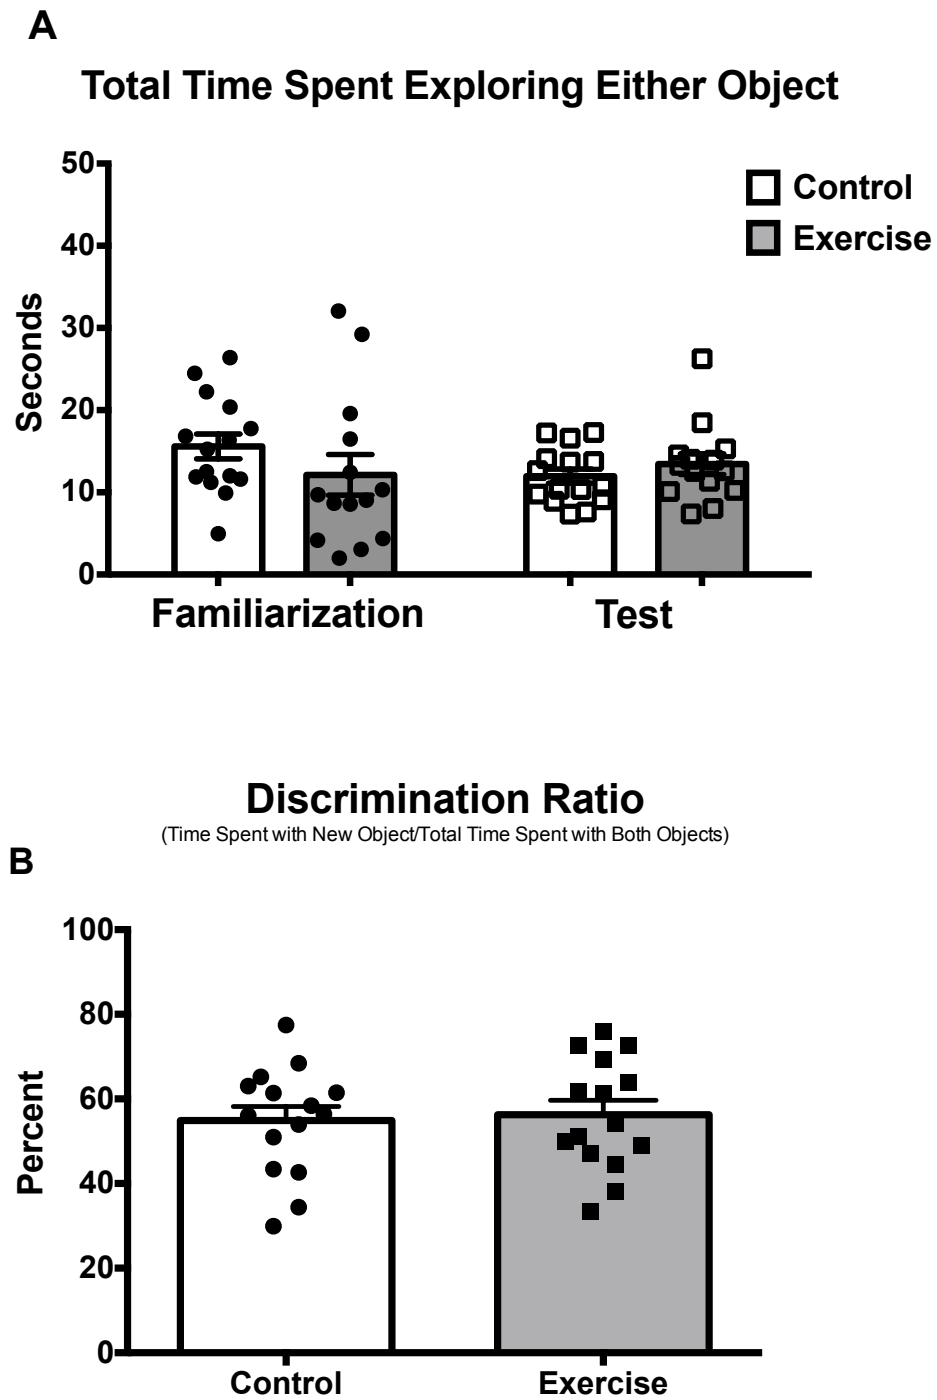 A
Total Time Spent Exploring Either Object
50
40
30
20
10
0
Seconds
Control
Exercise
Familiarization
Test
Discrimination Ratio
(Time Spent with New Object/Total Time Spent with Both Objects)
B
100
80
60
40
20
0
Percent
Control
Exercise